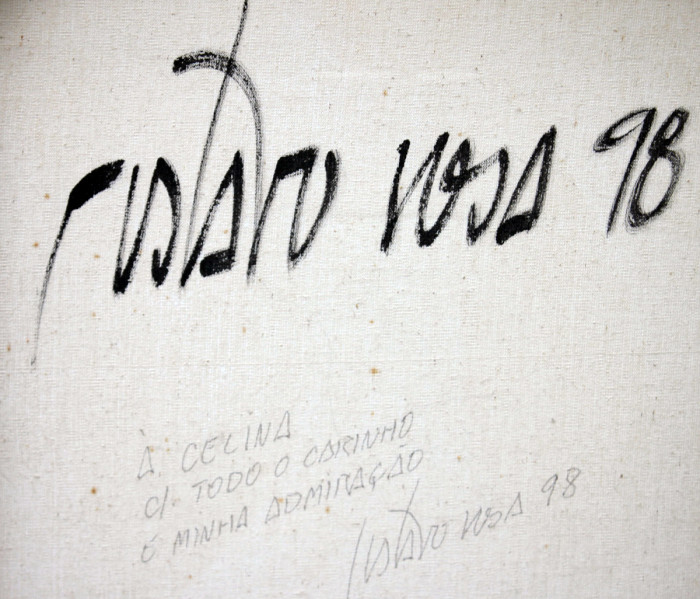 Gustavo Rosa 98
À. CELINA
C/. TODO O CARINHO
E MINHA ADMIRAÇÃO
Gustavo Rosa 98